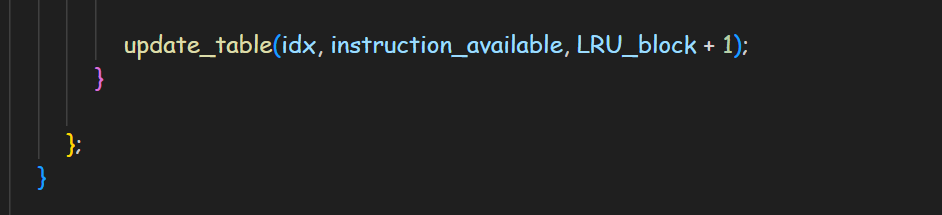 update_table(idx, instruction_available, LRU_block + 1);
}
};
}